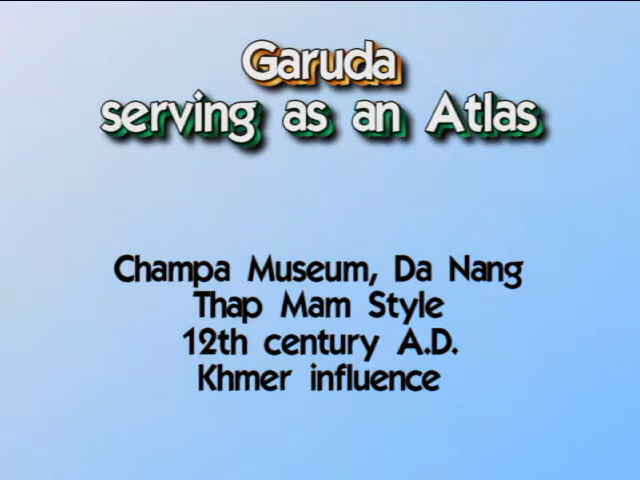 Garuda
serving as an Atlas
Champa Museum, Da Nang
Thap Mam Style
12th century A.D.
Khmer influence